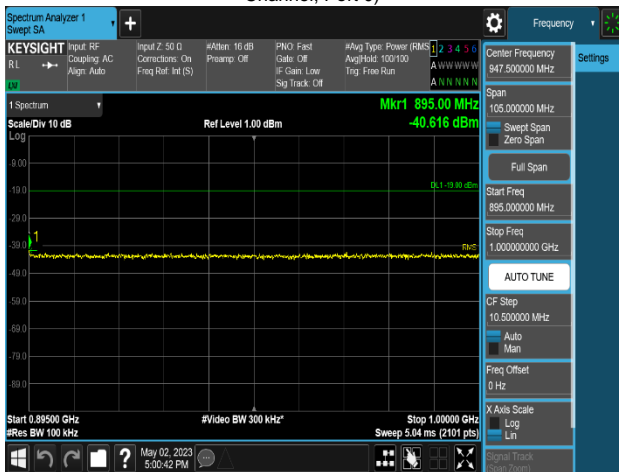 Channel, Port 0)
Spectrum Analyzer 1
Swept SA
+
Frequency
KEYSIGHT
RL
Input: RF
Coupling: AC
Align: Auto
Input Z: 50 Ω
Corrections: On
Freq Ref: Int (S)
#Atten: 16 dB
Preamp: Off
PNO: Fast
Gate: Off
IF Gain: Low
Sig Track: Off
#Avg Type: Power (RMS
Avg|Hold: 100/100
Trig: Free Run
1 2 3 4 5 6
A W W W W W
A N N N N N
1 Spectrum
Scale/Div 10 dB
Log
Ref Level 1.00 dBm
Mkr1 895.00 MHz
-40.616 dBm
-9.00
-19.0
-29.0
-39.0
-49.0
-59.0
-69.0
-79.0
-89.0
DL1 -19.00 dBm
1
RMS
Start 0.89500 GHz
#Res BW 100 kHz
#Video BW 300 kHz*
Stop 1.00000 GHz
Sweep 5.04 ms (2101 pts)
?
May 02, 2023
5:00:42 PM
Center Frequency
947.500000 MHz
Settings
Span
105.000000 MHz
Swept Span
Zero Span
Full Span
Start Freq
895.000000 MHz
Stop Freq
1.000000000 GHz
AUTO TUNE
CF Step
10.500000 MHz
Auto
Man
Freq Offset
0 Hz
X Axis Scale
Log
Lin
Signal Track
(Span Zoom)